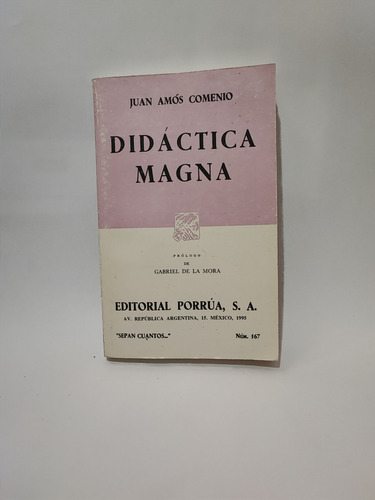 JUAN AMÓS COMENIO
DIDÁCTICA
MAGNA
PRÓLOGO
DE
GABRIEL DE LA MORA
EDITORIAL PORRÚA, S. A.
AV. REPÚBLICA ARGENTINA, 15. MÉXICO, 1995
"SEPAN CUANTOS..."
NÚM. 167